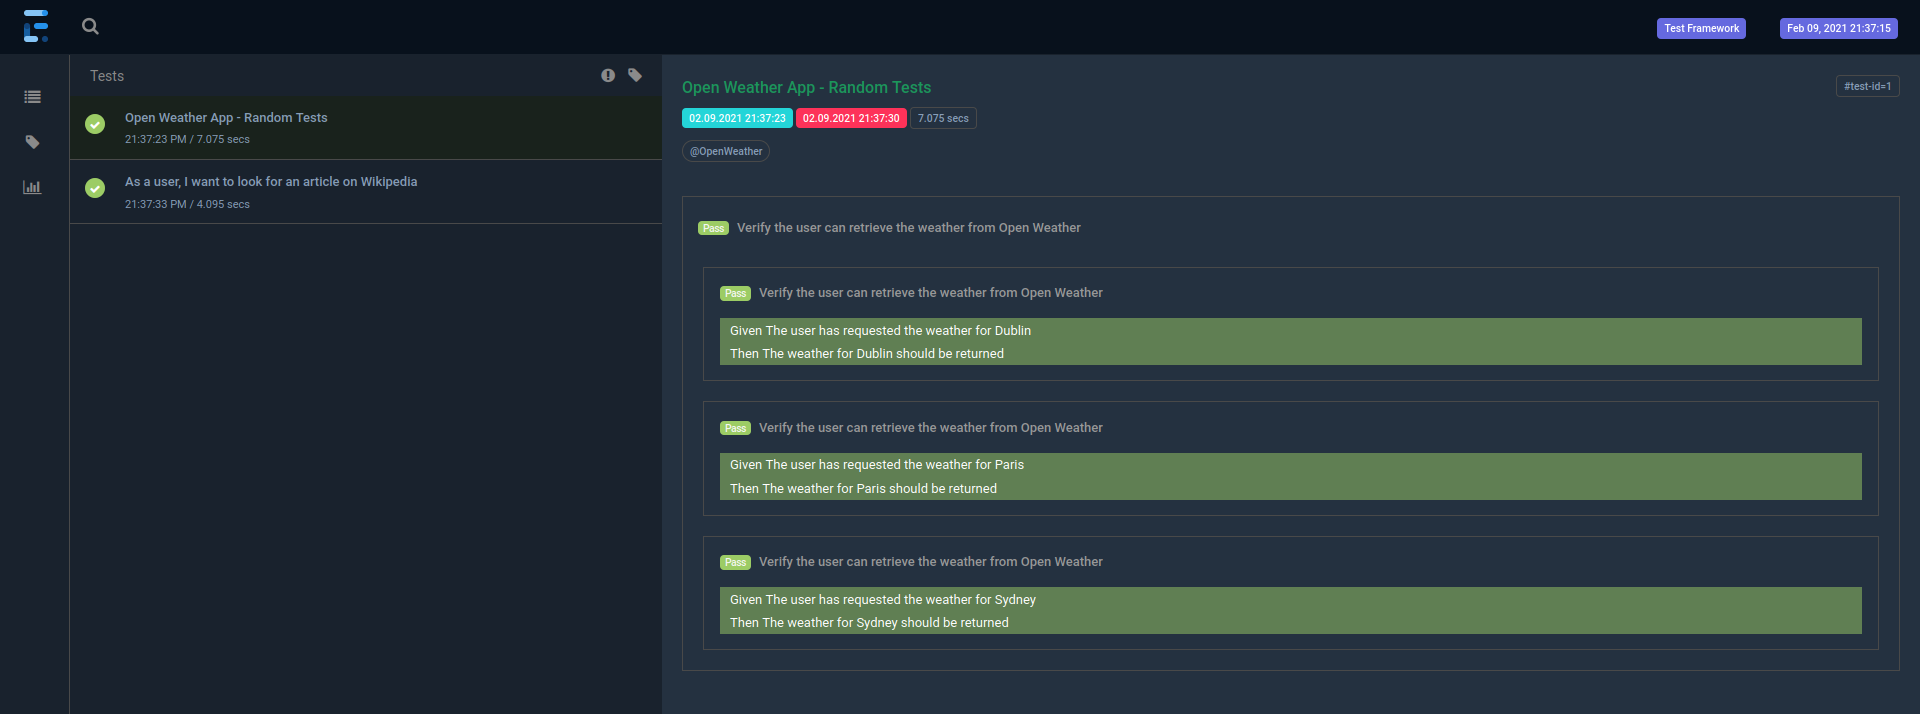 Test Framework
Feb 09, 2021 21:37:15
Tests
Open Weather App - Random Tests
21:37:23 PM / 7.075 secs
As a user, I want to look for an article on Wikipedia
21:37:33 PM / 4.095 secs
Open Weather App - Random Tests
#test-id=1
02.09.2021 21:37:23 02.09.2021 21:37:30 7.075 secs
@OpenWeather
Pass Verify the user can retrieve the weather from Open Weather
Pass Verify the user can retrieve the weather from Open Weather
Given The user has requested the weather for Dublin
Then The weather for Dublin should be returned
Pass Verify the user can retrieve the weather from Open Weather
Given The user has requested the weather for Paris
Then The weather for Paris should be returned
Pass Verify the user can retrieve the weather from Open Weather
Given The user has requested the weather for Sydney
Then The weather for Sydney should be returned